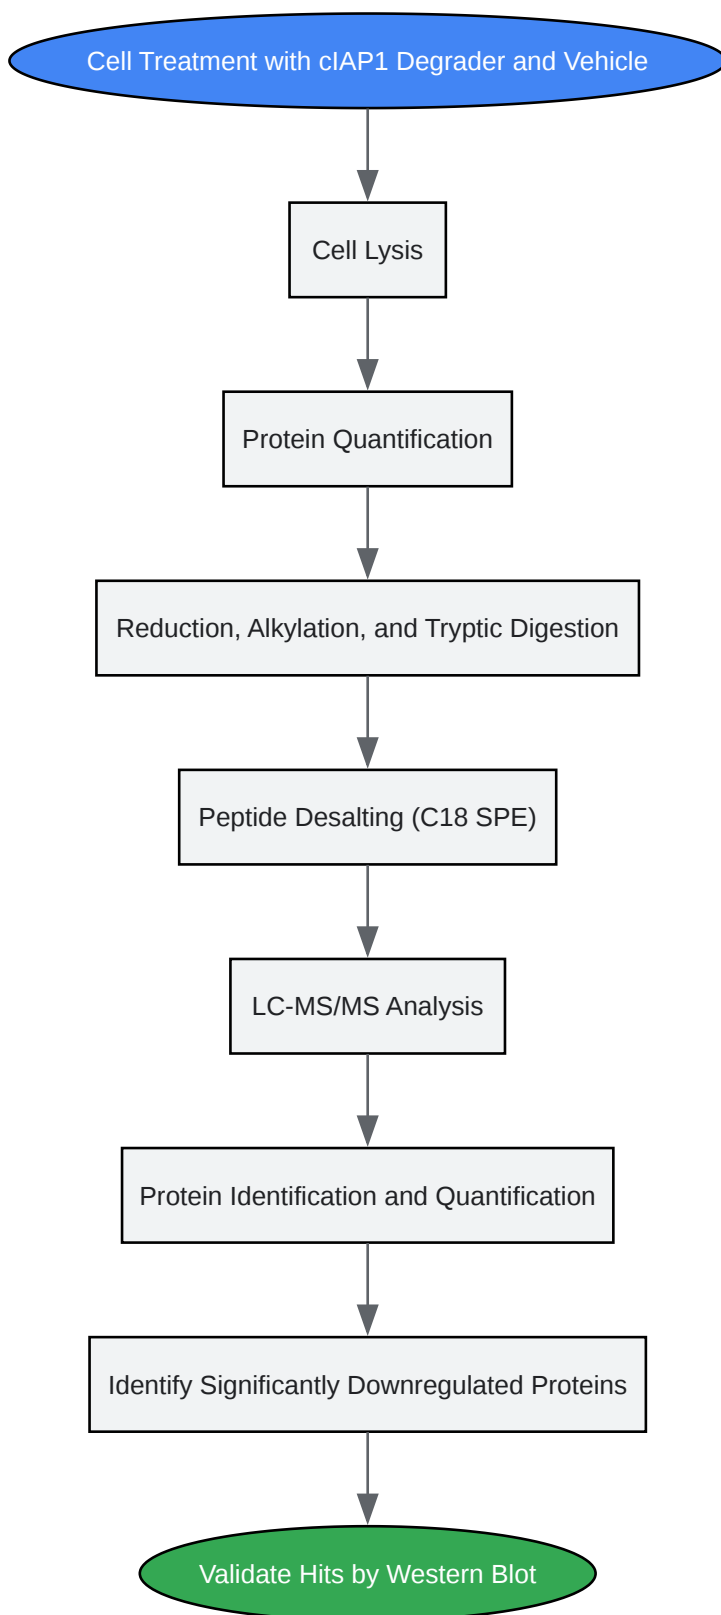 Cell Treatment with cIAP1 Degrader and Vehicle
Cell Lysis
Protein Quantification
Reduction, Alkylation, and Tryptic Digestion
Peptide Desalting (C18 SPE)
LC-MS/MS Analysis
Protein Identification and Quantification
Identify Significantly Downregulated Proteins
Validate Hits by Western Blot